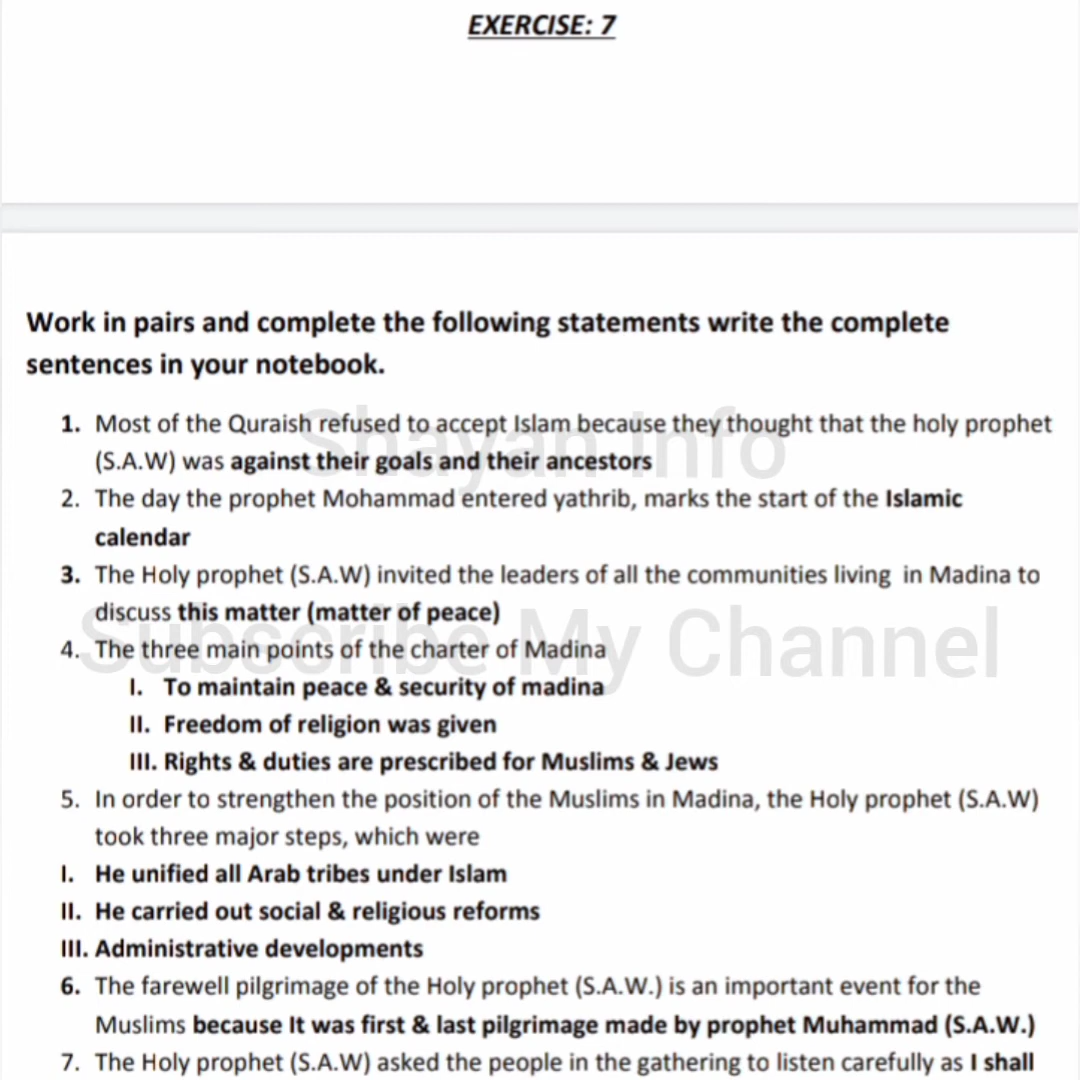 EXERCISE: 7
Work in pairs and complete the following statements write the complete
sentences in your notebook.
1. Most of the Quraish refused to accept Islam because they thought that the holy prophet
(S.A.W) was against their goals and their ancestors
2. The day the prophet Mohammad entered yathrib, marks the start of the Islamic
calendar
3. The Holy prophet (S.A.W) invited the leaders of all the communities living in Madina to
discuss this matter (matter of peace)
4. The three main points of the charter of Madina
I. To maintain peace & security of madina
II. Freedom of religion was given
III. Rights & duties are prescribed for Muslims & Jews
5. In order to strengthen the position of the Muslims in Madina, the Holy prophet (S.A.W)
took three major steps, which were
I. He unified all Arab tribes under Islam
II. He carried out social & religious reforms
III. Administrative developments
6. The farewell pilgrimage of the Holy prophet (S.A.W.) is an important event for the
Muslims because It was first & last pilgrimage made by prophet Muhammad (S.A.W.)
7. The Holy prophet (S.A.W) asked the people in the gathering to listen carefully as I shall
Shayan Info
Subscribe My Channel